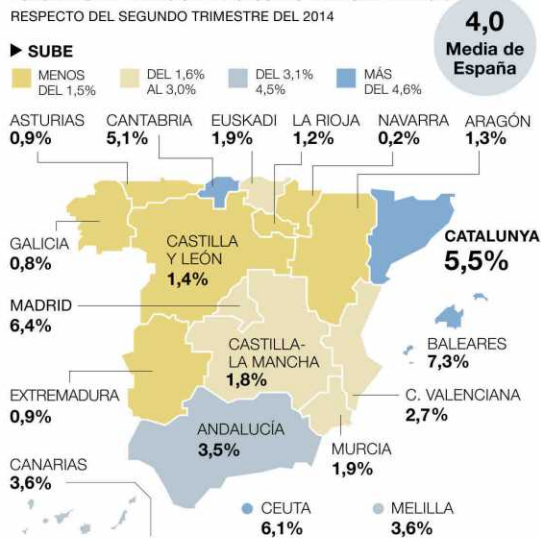 RESPECTO DEL SEGUNDO TRIMESTRE DEL 2014
4,0
Media de
España
▶ SUBE
MENOS
DEL 1,5%
DEL 1,6%
AL 3,0%
DEL 3,1%
4,5%
MÁS
DEL 4,6%
ASTURIAS
0,9%
CANTABRIA
5,1%
EUSKADI
1,9%
LA RIOJA
1,2%
NAVARRA
0,2%
ARAGÓN
1,3%
GALICIA
0,8%
CASTILLA
Y LEÓN
1,4%
CATALUNYA
5,5%
MADRID
6,4%
CASTILLA-
LA MANCHA
1,8%
BALEARES
7,3%
EXTREMADURA
0,9%
C. VALENCIANA
2,7%
ANDALUCÍA
3,5%
MURCIA
1,9%
CANARIAS
3,6%
CEUTA
6,1%
MELILLA
3,6%